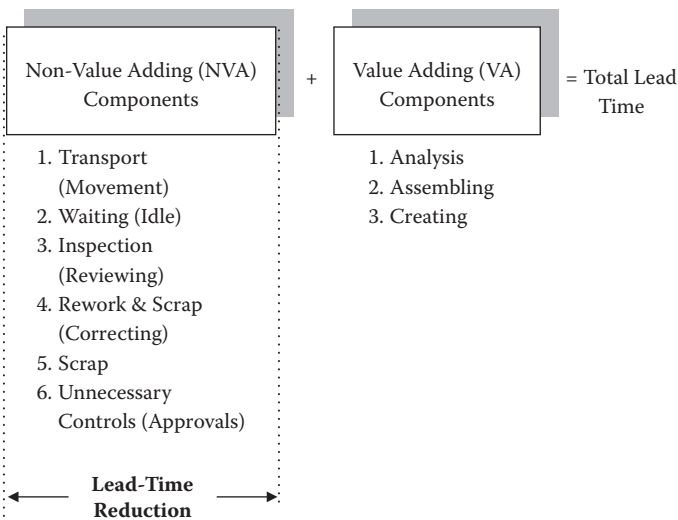 Non-Value Adding (NVA)
Components
+
Value Adding (VA)
Components
= Total Lead
Time
1. Transport
(Movement)
2. Waiting (Idle)
3. Inspection
(Reviewing)
4. Rework & Scrap
(Correcting)
5. Scrap
6. Unnecessary
Controls (Approvals)
1. Analysis
2. Assembling
3. Creating
Lead-Time
Reduction